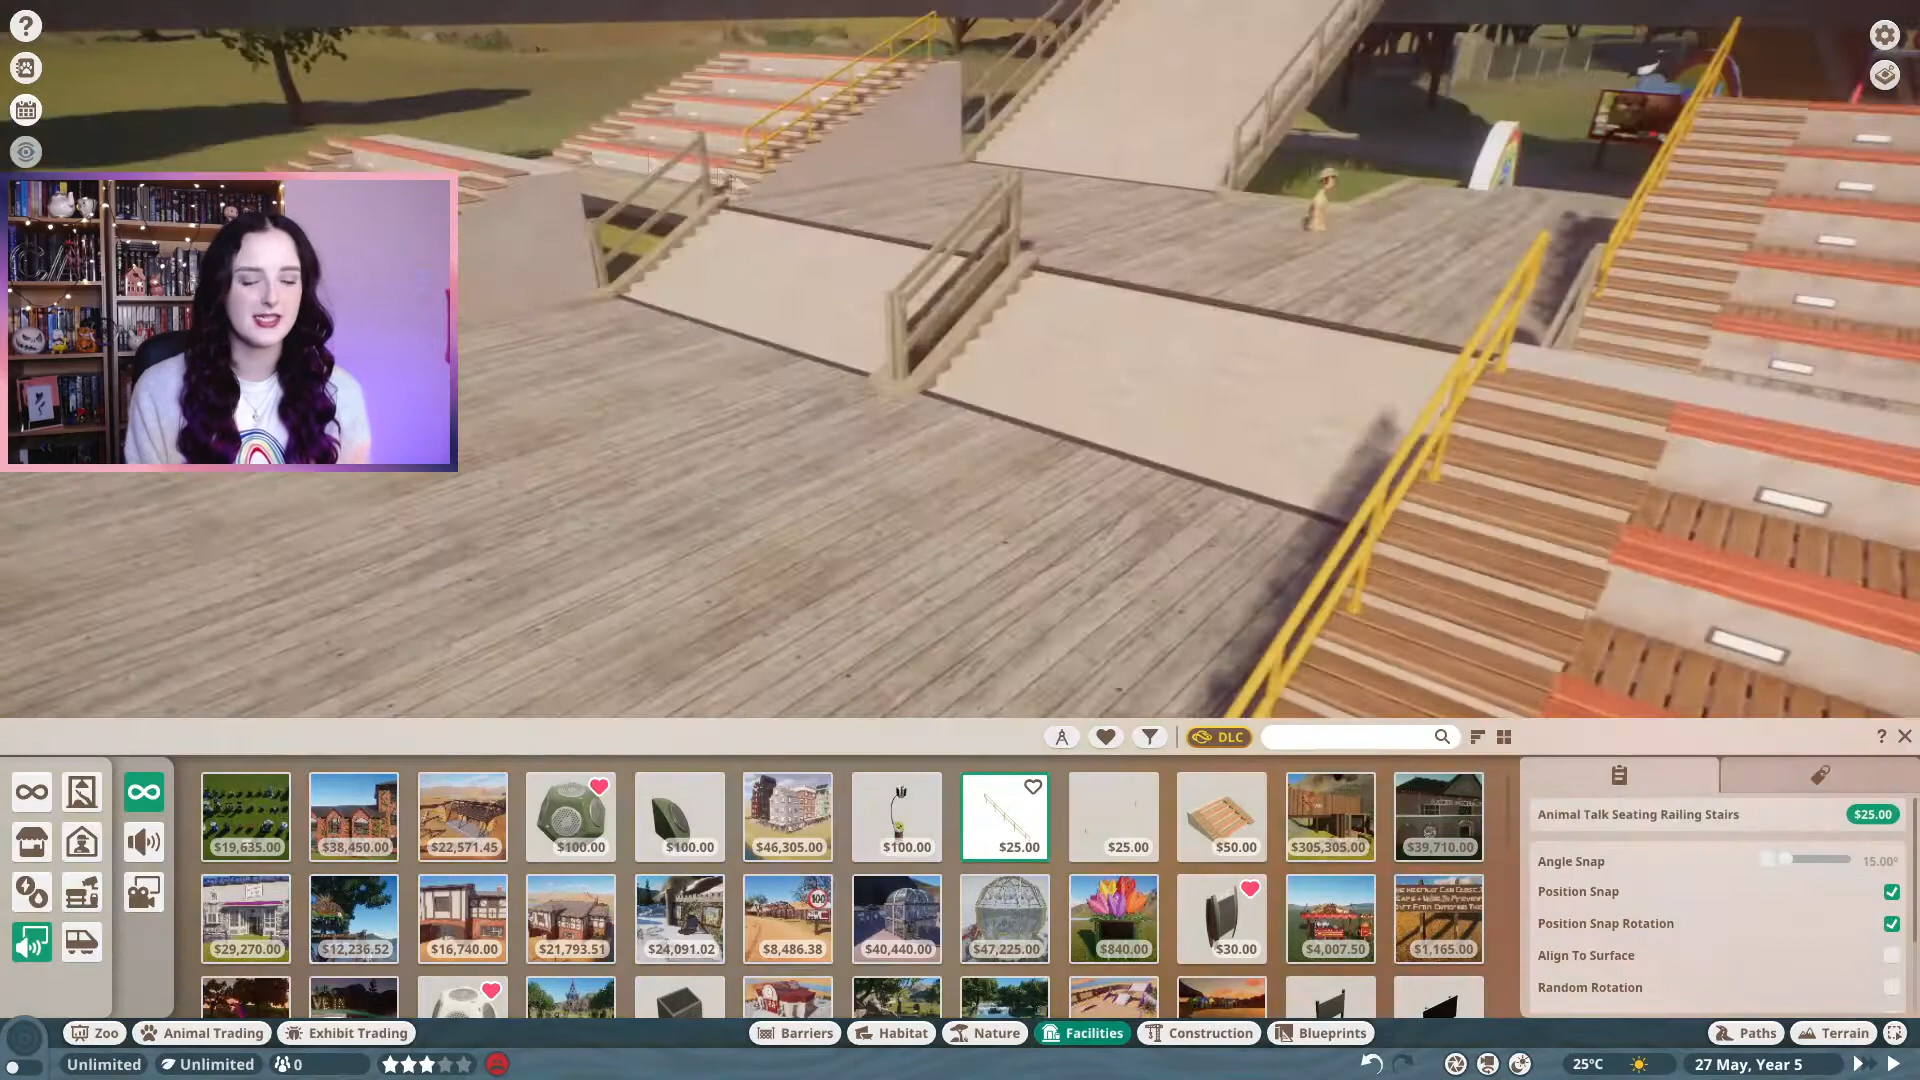 ?
DLC
?
$19,635.00
$38,450.00
$22,571.45
$100.00
$100.00
$46,305.00
$100.00
$25.00
$25.00
$50.00
$305,305.00
$39,710.00
$29,270.00
$12,236.52
$16,740.00
$21,793.51
$24,091.02
$8,486.38
$40,440.00
$47,225.00
$840.00
$30.00
$4,007.50
$1,165.00
Animal Talk Seating Railing Stairs $25.00
Angle Snap 15.00°
Position Snap
Position Snap Rotation
Align To Surface
Random Rotation
Zoo Animal Trading Exhibit Trading Barriers Habitat Nature Facilities Construction Blueprints Paths Terrain
Unlimited Unlimited 0 25°C 27 May, Year 5